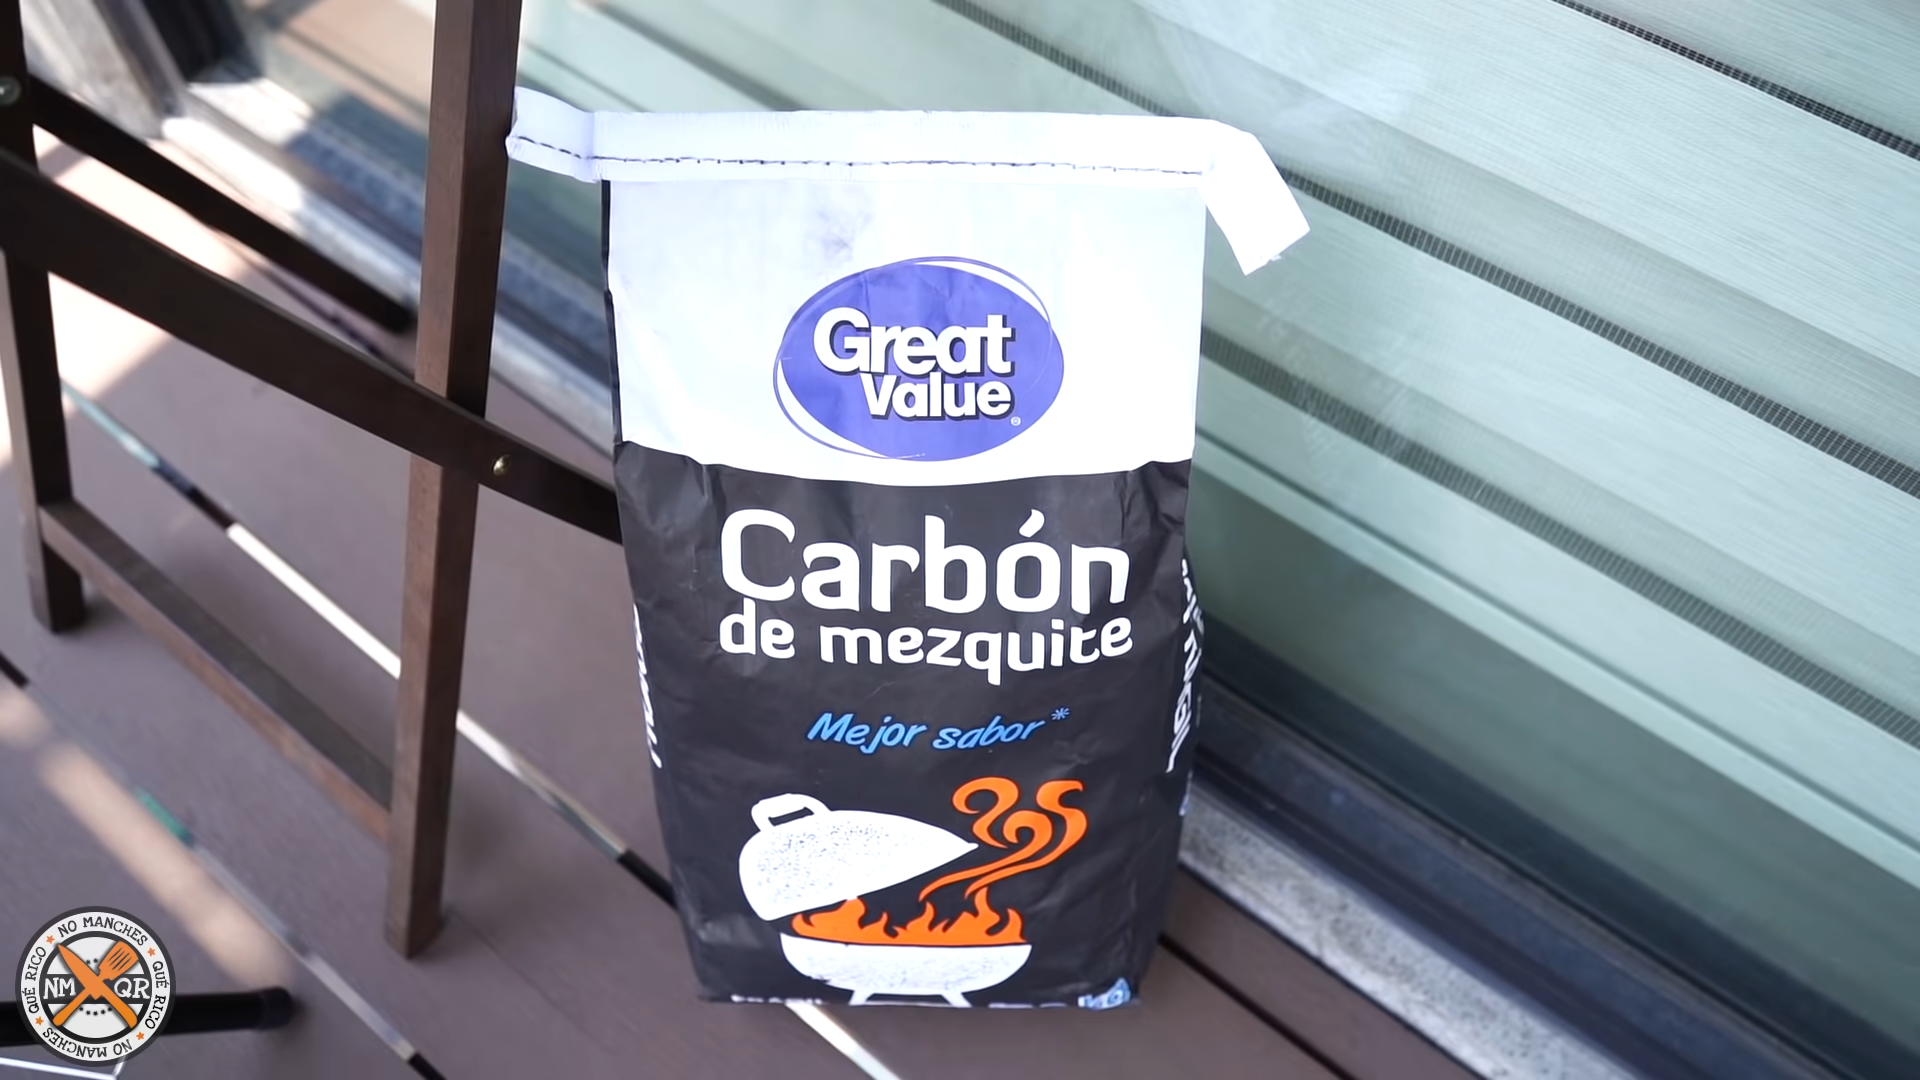 Great
Value
®
Carbón
de mezquite
Mejor sabor*
NO MANCHES
QUÉ RICO
NM QR
QUÉ RICO
NO MANCHES